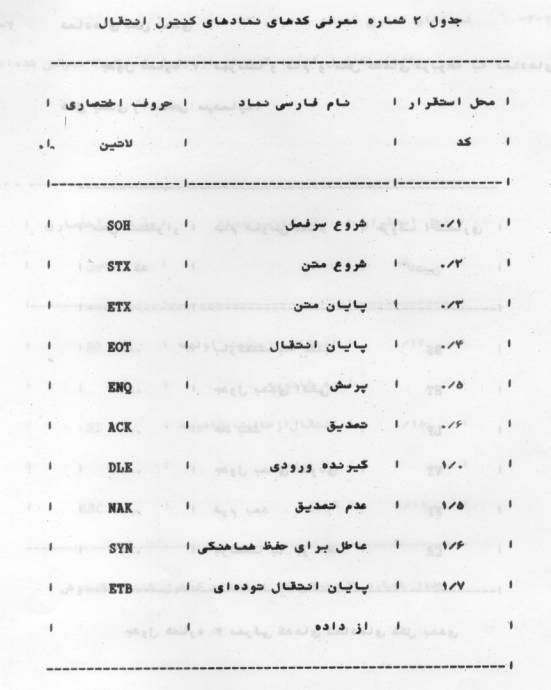 جدول ۲ شماره معرفی کدهای نمادهای کنترل انتقال
محل استقرار نام فارسی نماد حروف اختصاری
کد لاتین
۰/۱ شروع سرفصل SOH
۰/۲ شروع متن STX
۰/۳ پایان متن ETX
۰/۴ پایان انتقال EOT
۰/۵ پرسش ENQ
۰/۶ تصدیق ACK
۱/۰ گیرنده ورودی DLE
۱/۵ عدم تصدیق NAK
۱/۶ عاطل برای حفظ هماهنگی SYN
۱/۷ پایان انتقال توده‌ای ETB
از داده